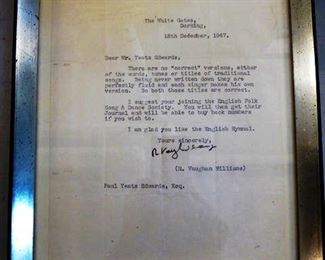 The White Gates,
Dorking,
18th December, 1947.
Dear Mr. Yeats Edwards,
There are no "correct" versions, either
of the words, tunes or titles of traditional
songs. Being never written down they are
perfectly fluid and each singer makes his own
version. So both those titles are correct.
I suggest your joining the English Folk
Song & Dance Society. You will then get their
Journal and will be able to buy back numbers
if you wish to.
I am glad you like the English Hymnal.
Yours sincerely,
(R. Vaughan Williams)
Paul Yeats Edwards, Esq.